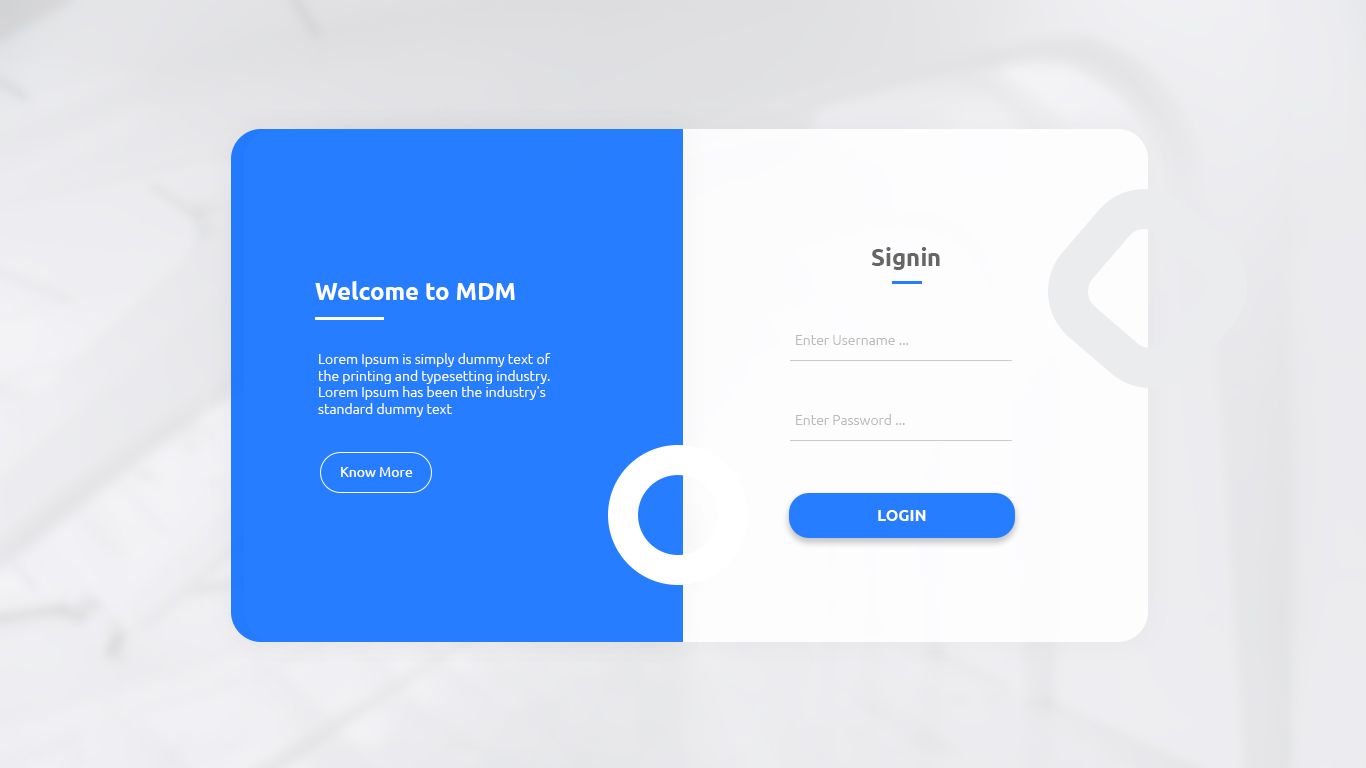 Welcome to MDM
Lorem Ipsum is simply dummy text of
the printing and typesetting industry.
Lorem Ipsum has been the industry's
standard dummy text
Know More
Signin
Enter Username ...
Enter Password ...
LOGIN